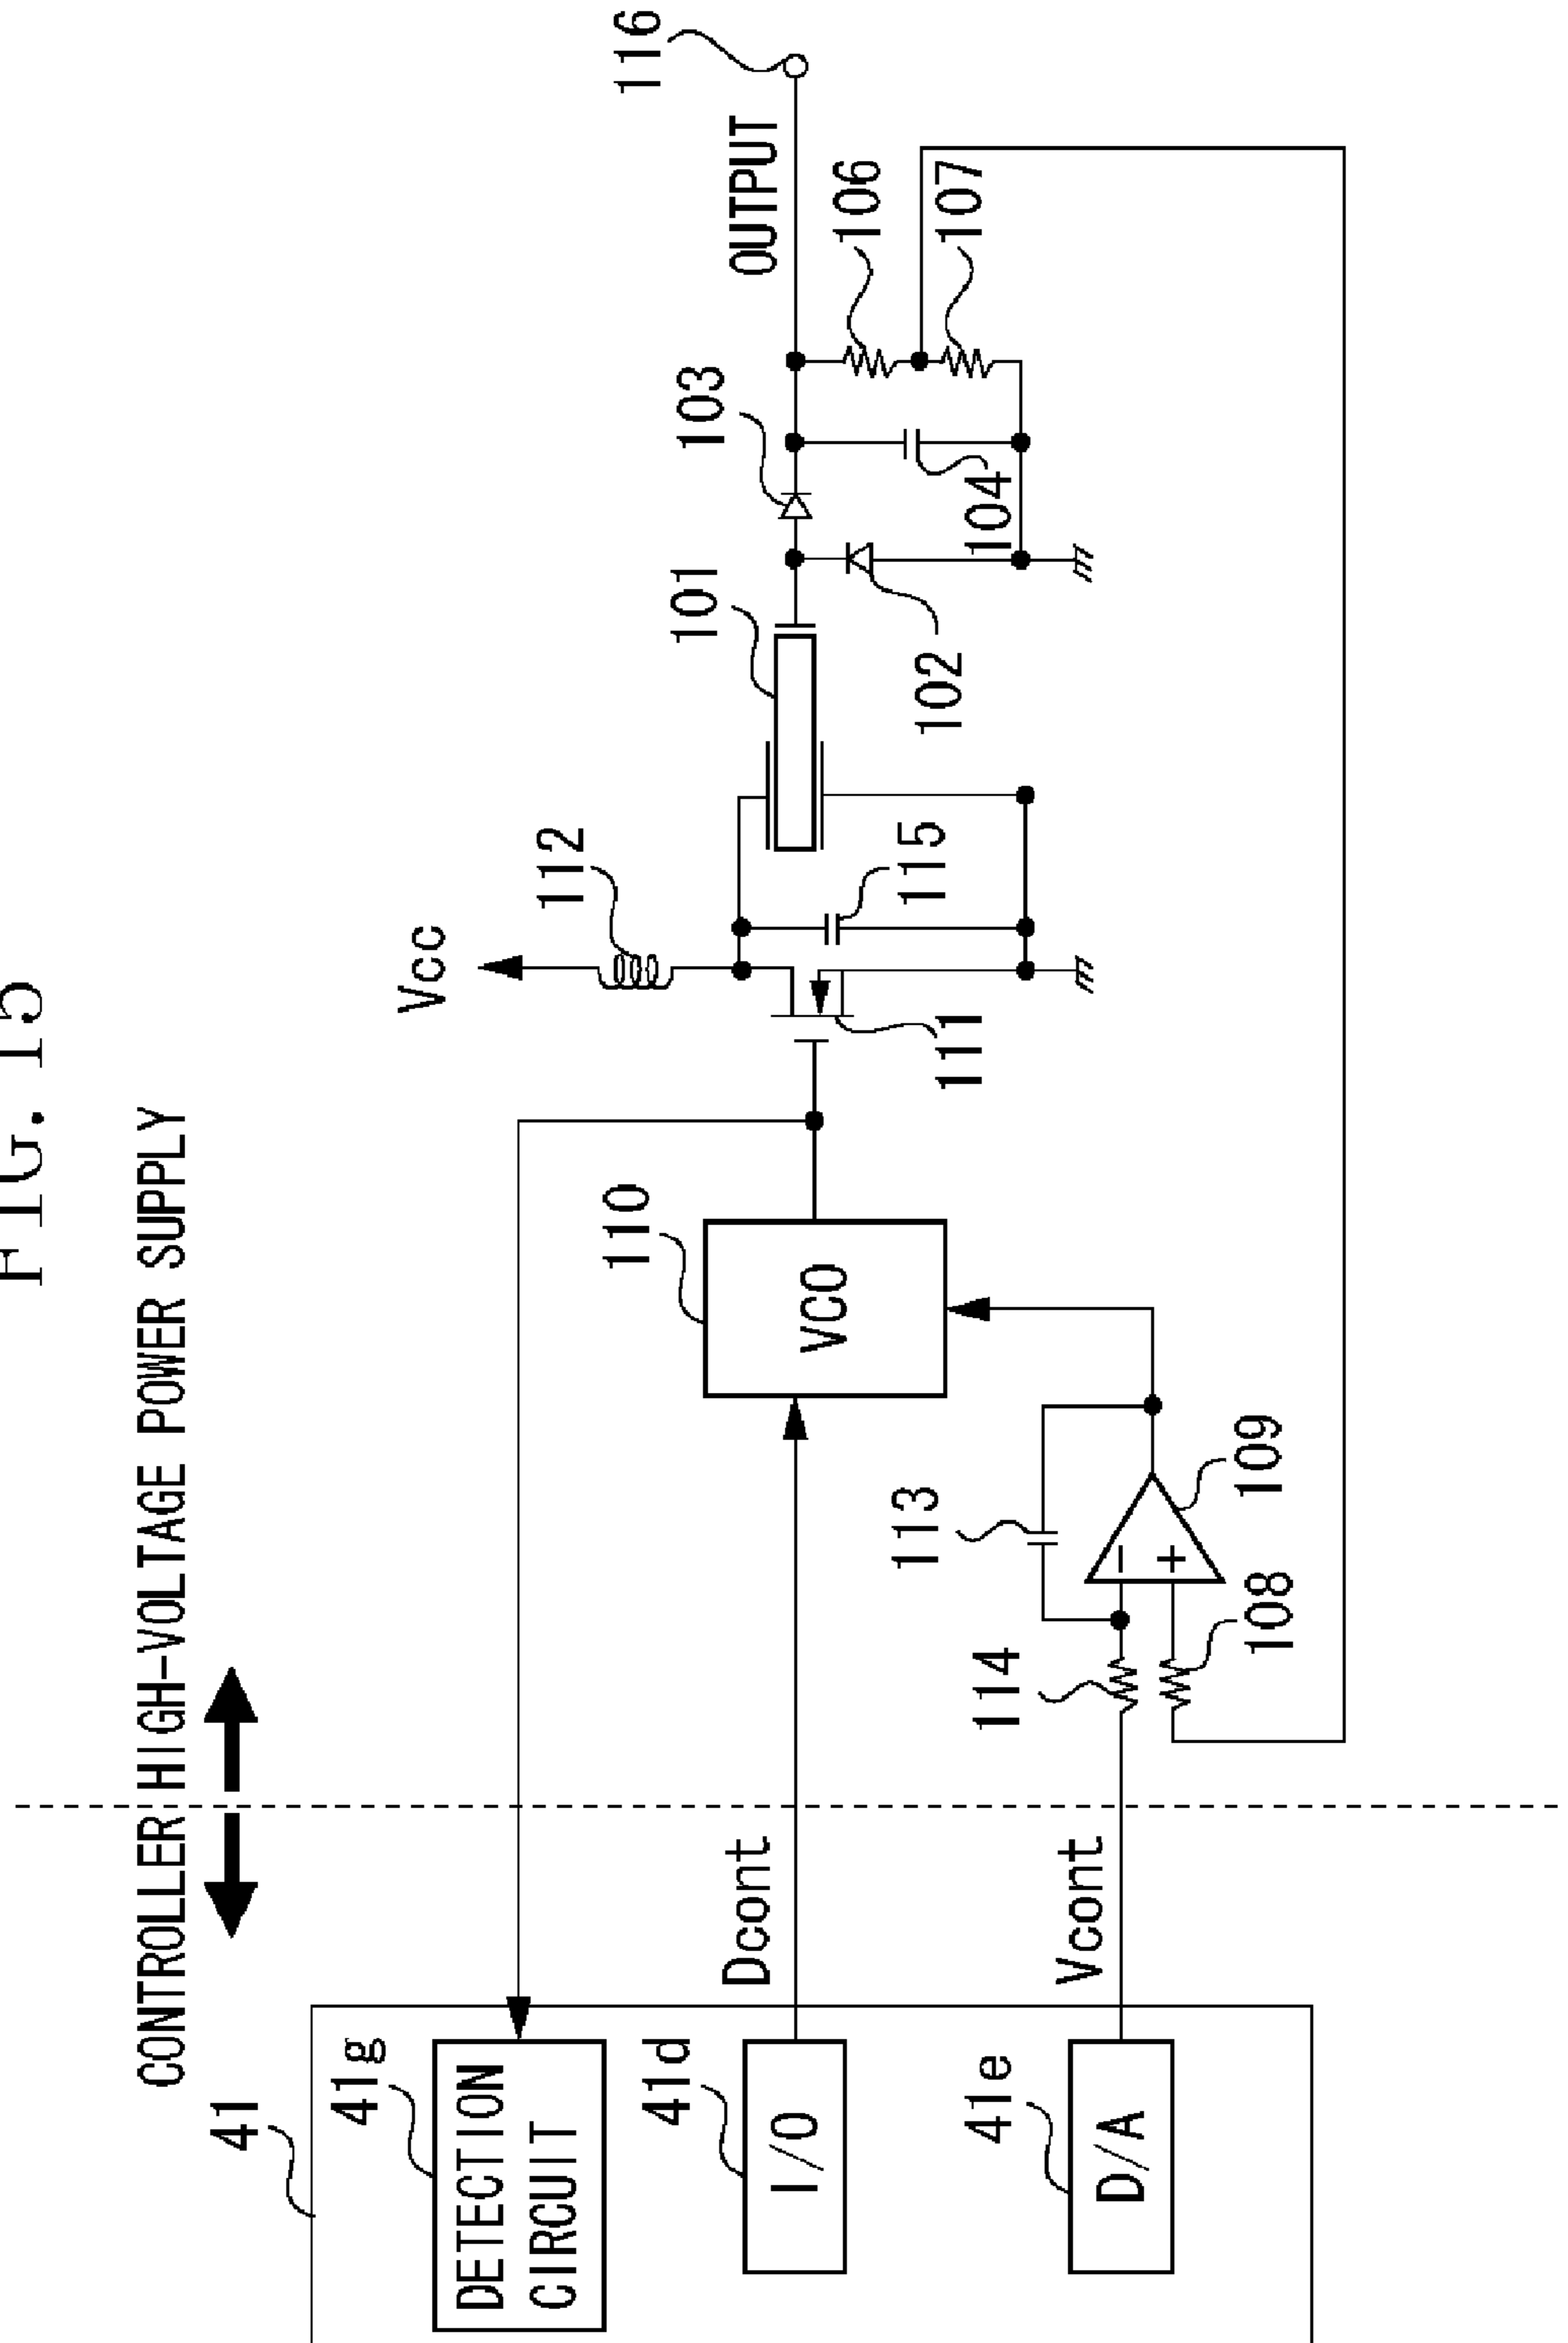 FIG. 15
CONTROLLER HIGH-VOLTAGE POWER SUPPLY
41
41g
DETECTION
CIRCUIT
41d
I/O
Dcont
41e
D/A
Vcont
114
108
113
109
110
VCO
111
Vcc
112
115
101
102
103
104
OUTPUT
106
107
116